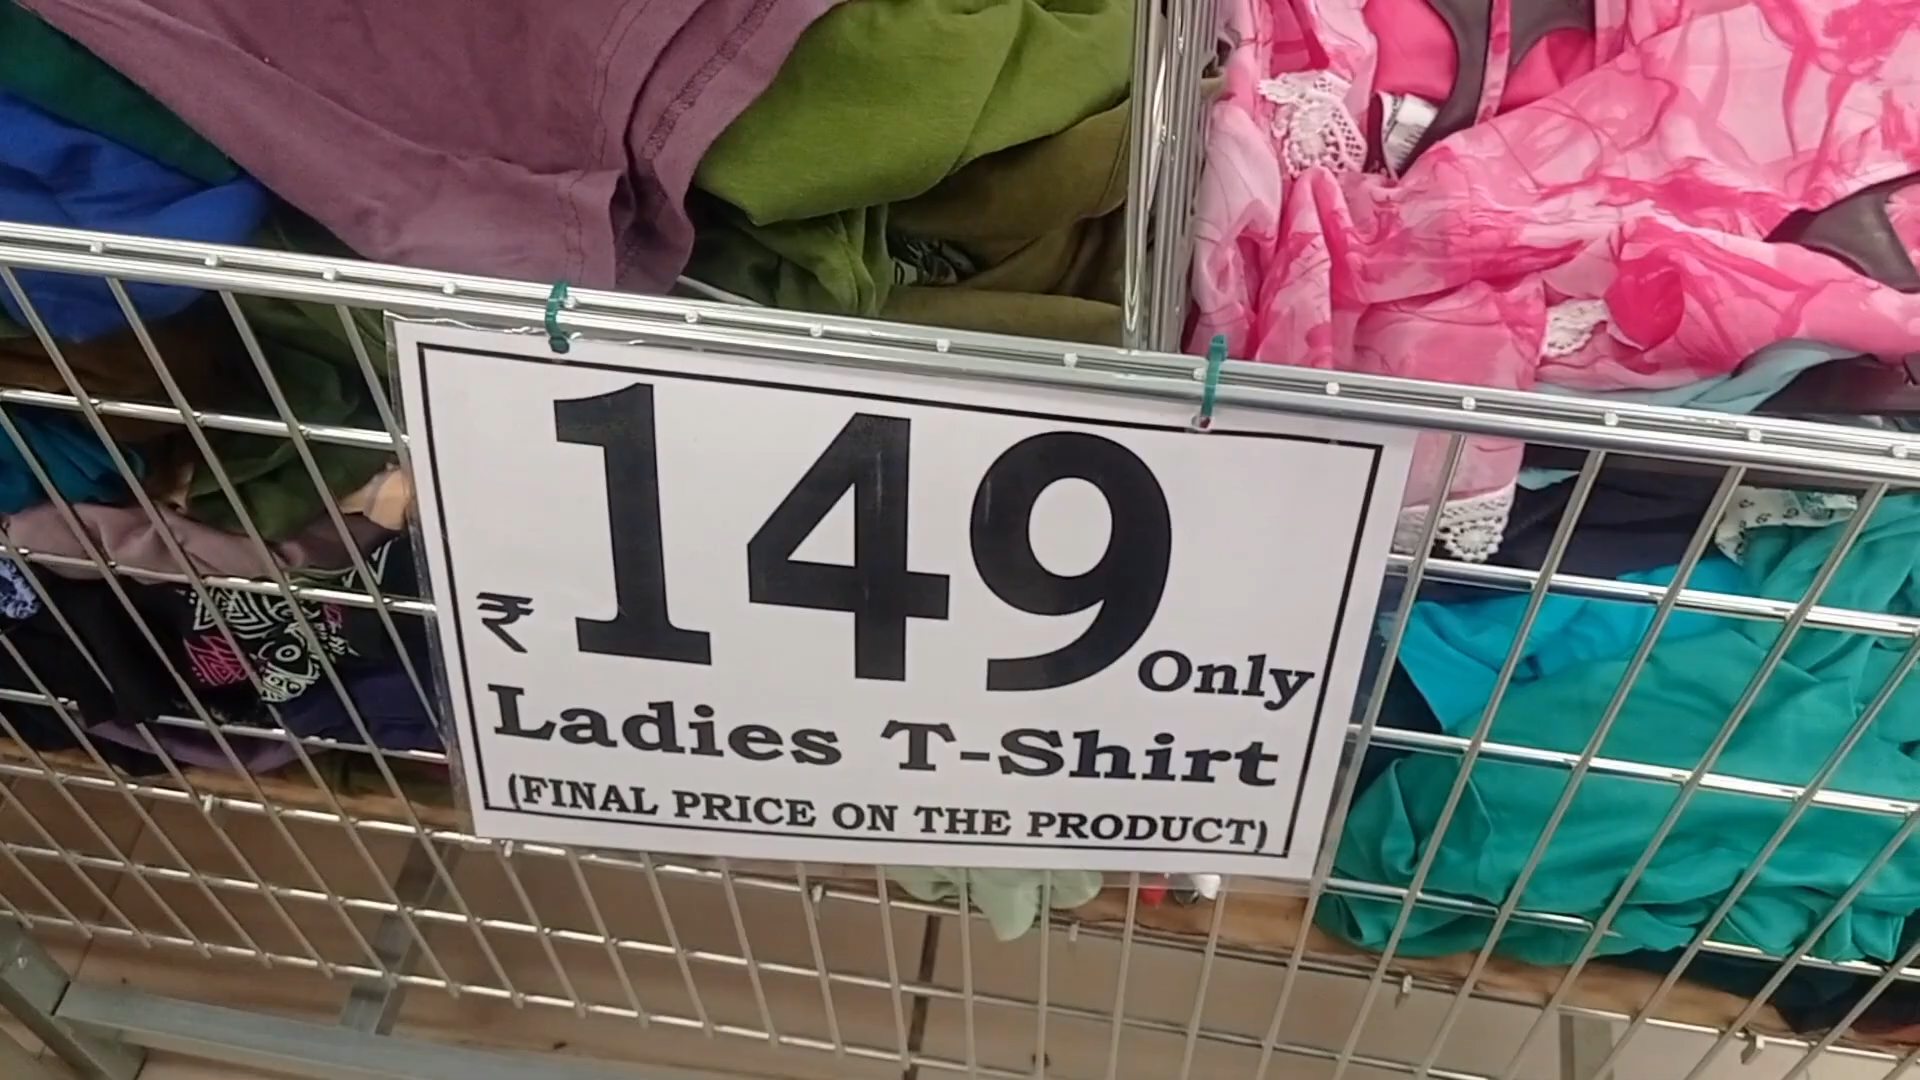 ₹ 149 Only
Ladies T-Shirt
(FINAL PRICE ON THE PRODUCT)